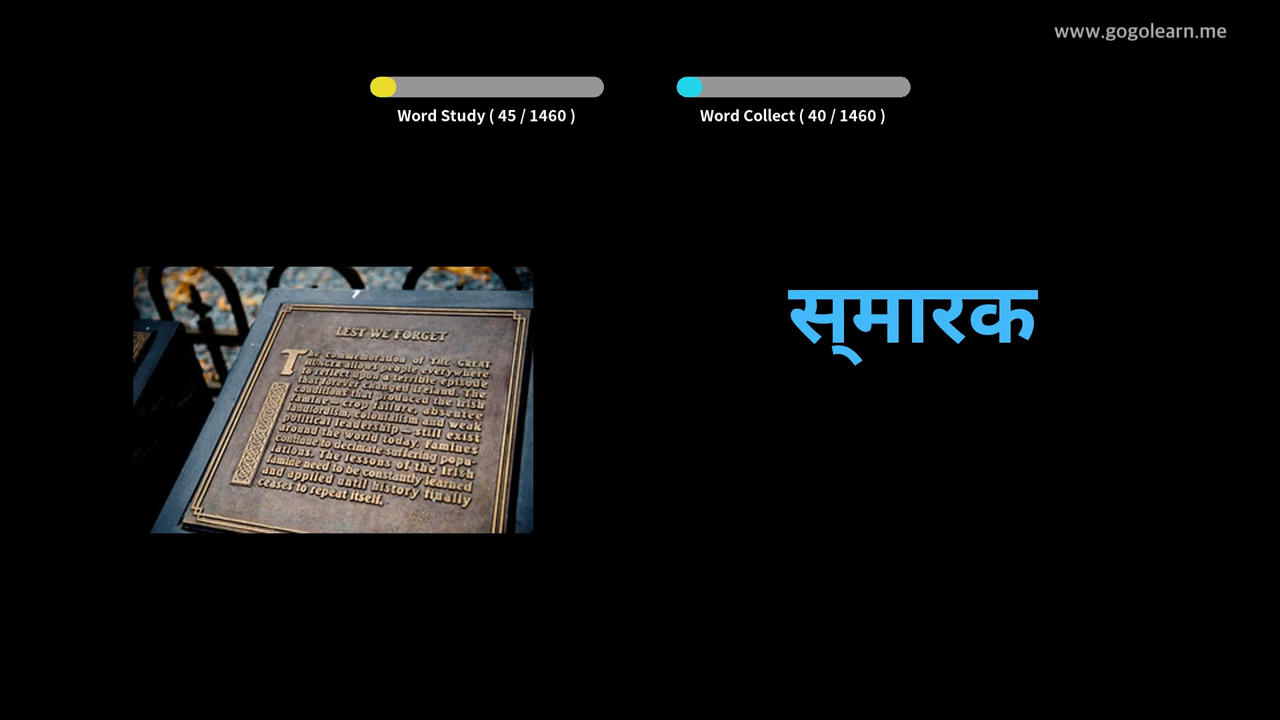 www.gogolearn.me
Word Study ( 45 / 1460 )
Word Collect ( 40 / 1460 )
स्‌मारक
LEST WE FORGET
The commemoration of THE GREAT
HUNGER allows people everywhere
to reflect upon a terrible episode
that forever changed Ireland. The
conditions that produced the Irish
famine — crop failure, absentee
landlordism, colonialism and weak
political leadership — still exist
around the world today. Famines
continue to decimate suffering popu-
lations. The lessons of the Irish
famine need to be constantly learned
and applied until history finally
ceases to repeat itself.